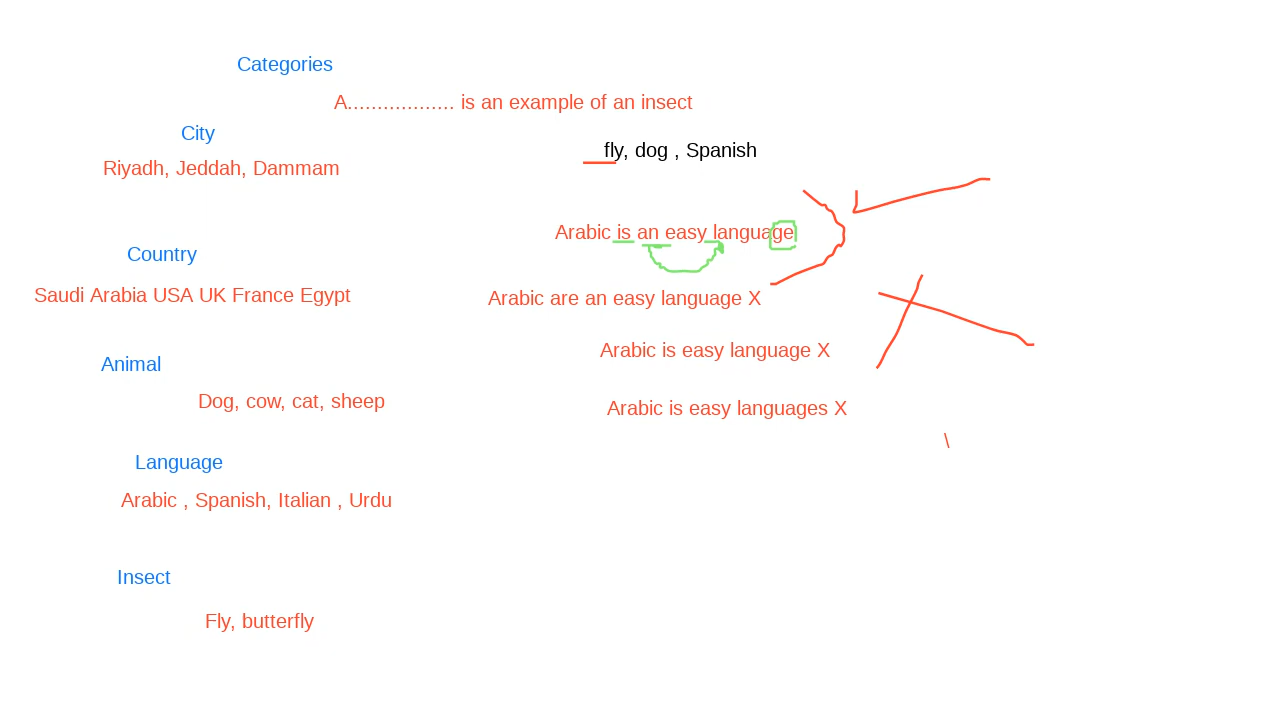 Categories
A.................. is an example of an insect
City
fly, dog , Spanish
Riyadh, Jeddah, Dammam
Arabic is an easy language
Country
Saudi Arabia USA UK France Egypt
Arabic are an easy language X
Arabic is easy language X
Animal
Dog, cow, cat, sheep
Arabic is easy languages X
\
Language
Arabic , Spanish, Italian , Urdu
Insect
Fly, butterfly